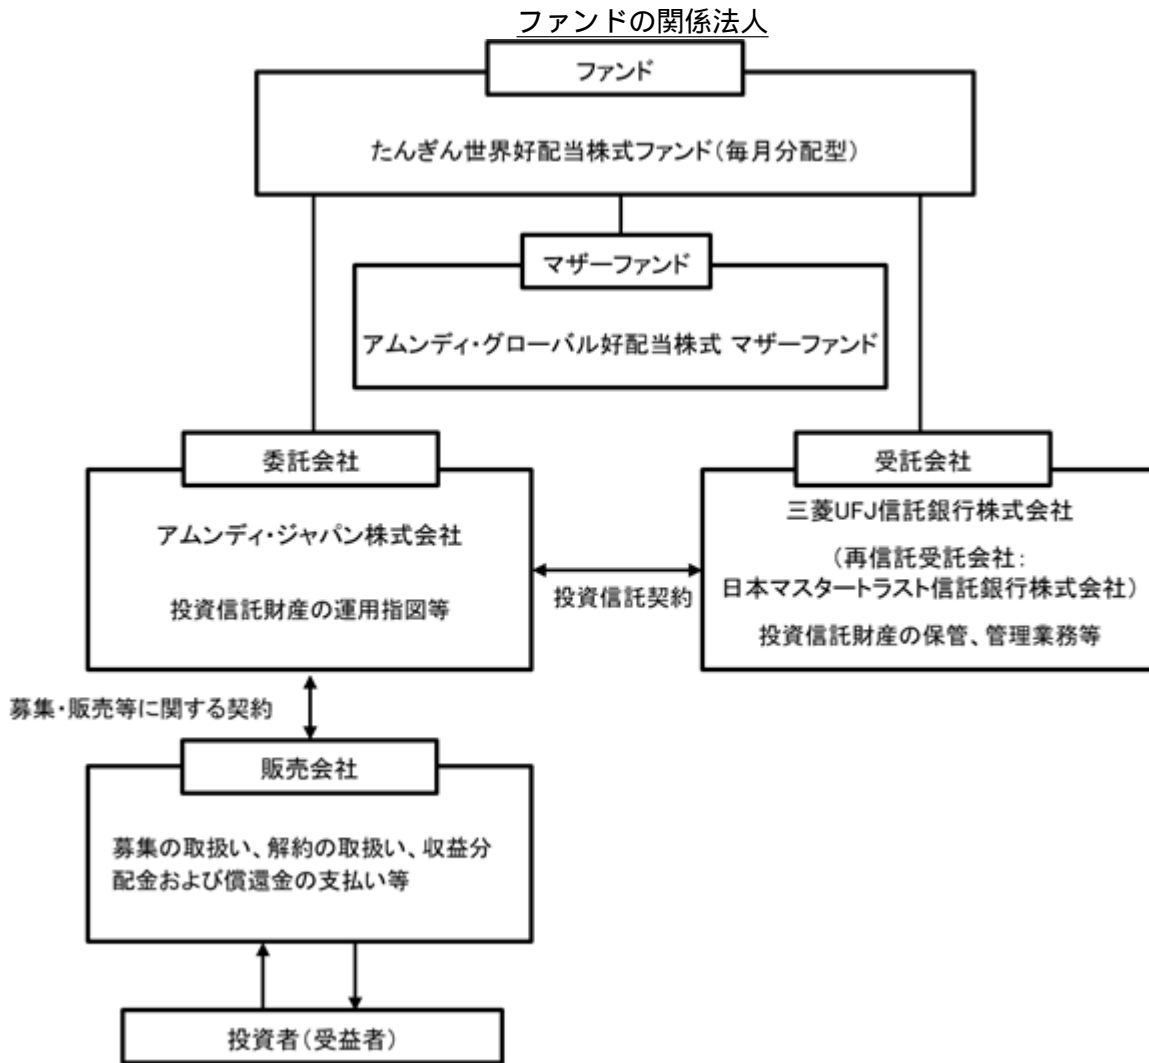 ファンドの関係法人
ファンド
たんぎん世界好配当株式ファンド(毎月分配型)
マザーファンド
アムンディ・グローバル好配当株式 マザーファンド
委託会社
アムンディ・ジャパン株式会社
投資信託財産の運用指図等
投資信託契約
受託会社
三菱UFJ信託銀行株式会社
(再信託受託会社:
日本マスタートラスト信託銀行株式会社)
投資信託財産の保管、管理業務等
募集・販売等に関する契約
販売会社
募集の取扱い、解約の取扱い、収益分
配金および償還金の支払い等
投資者(受益者)